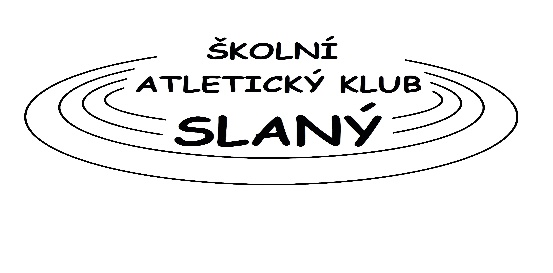 ŠKOLNÍ
ATLETICKÝ KLUB
SLANÝ